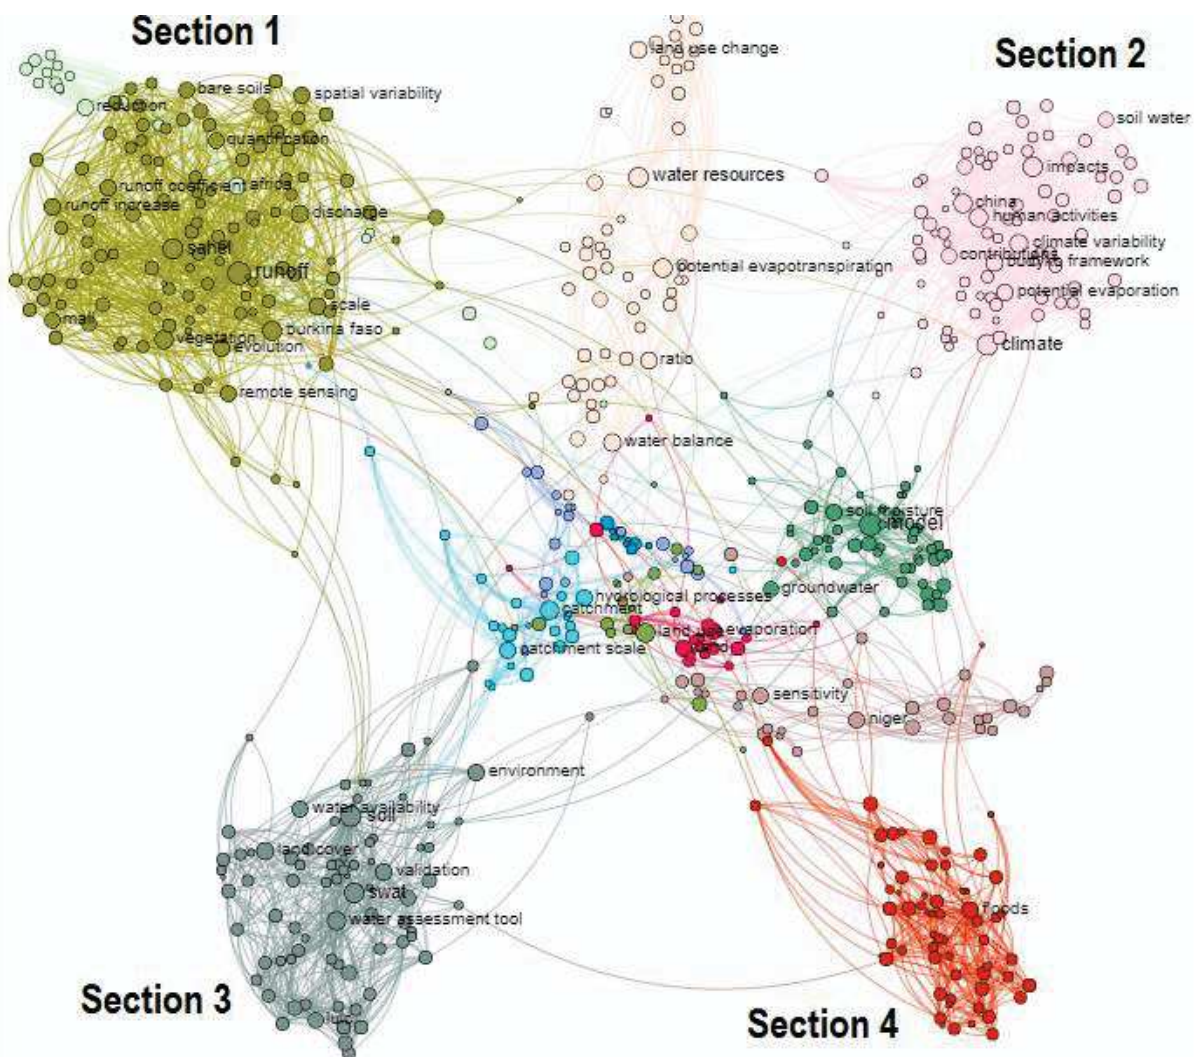 Section 1
Section 2
Section 3
Section 4
land use change
bare soils
spatial variability
reduction
quantification
soil water
impacts
runoff coefficient
africa
water resources
runoff increase
discharge
china
human activities
sahel
climate variability
contributions
budyko framework
runoff
potential evapotranspiration
potential evaporation
scale
mali
burkina faso
vegetation
evolution
climate
ratio
remote sensing
water balance
soil moisture
model
groundwater
hydrological processes
catchment
land use
evaporation
catchment scale
sensitivity
niger
environment
water availability
soil
land cover
validation
swat
water assessment tool
floods